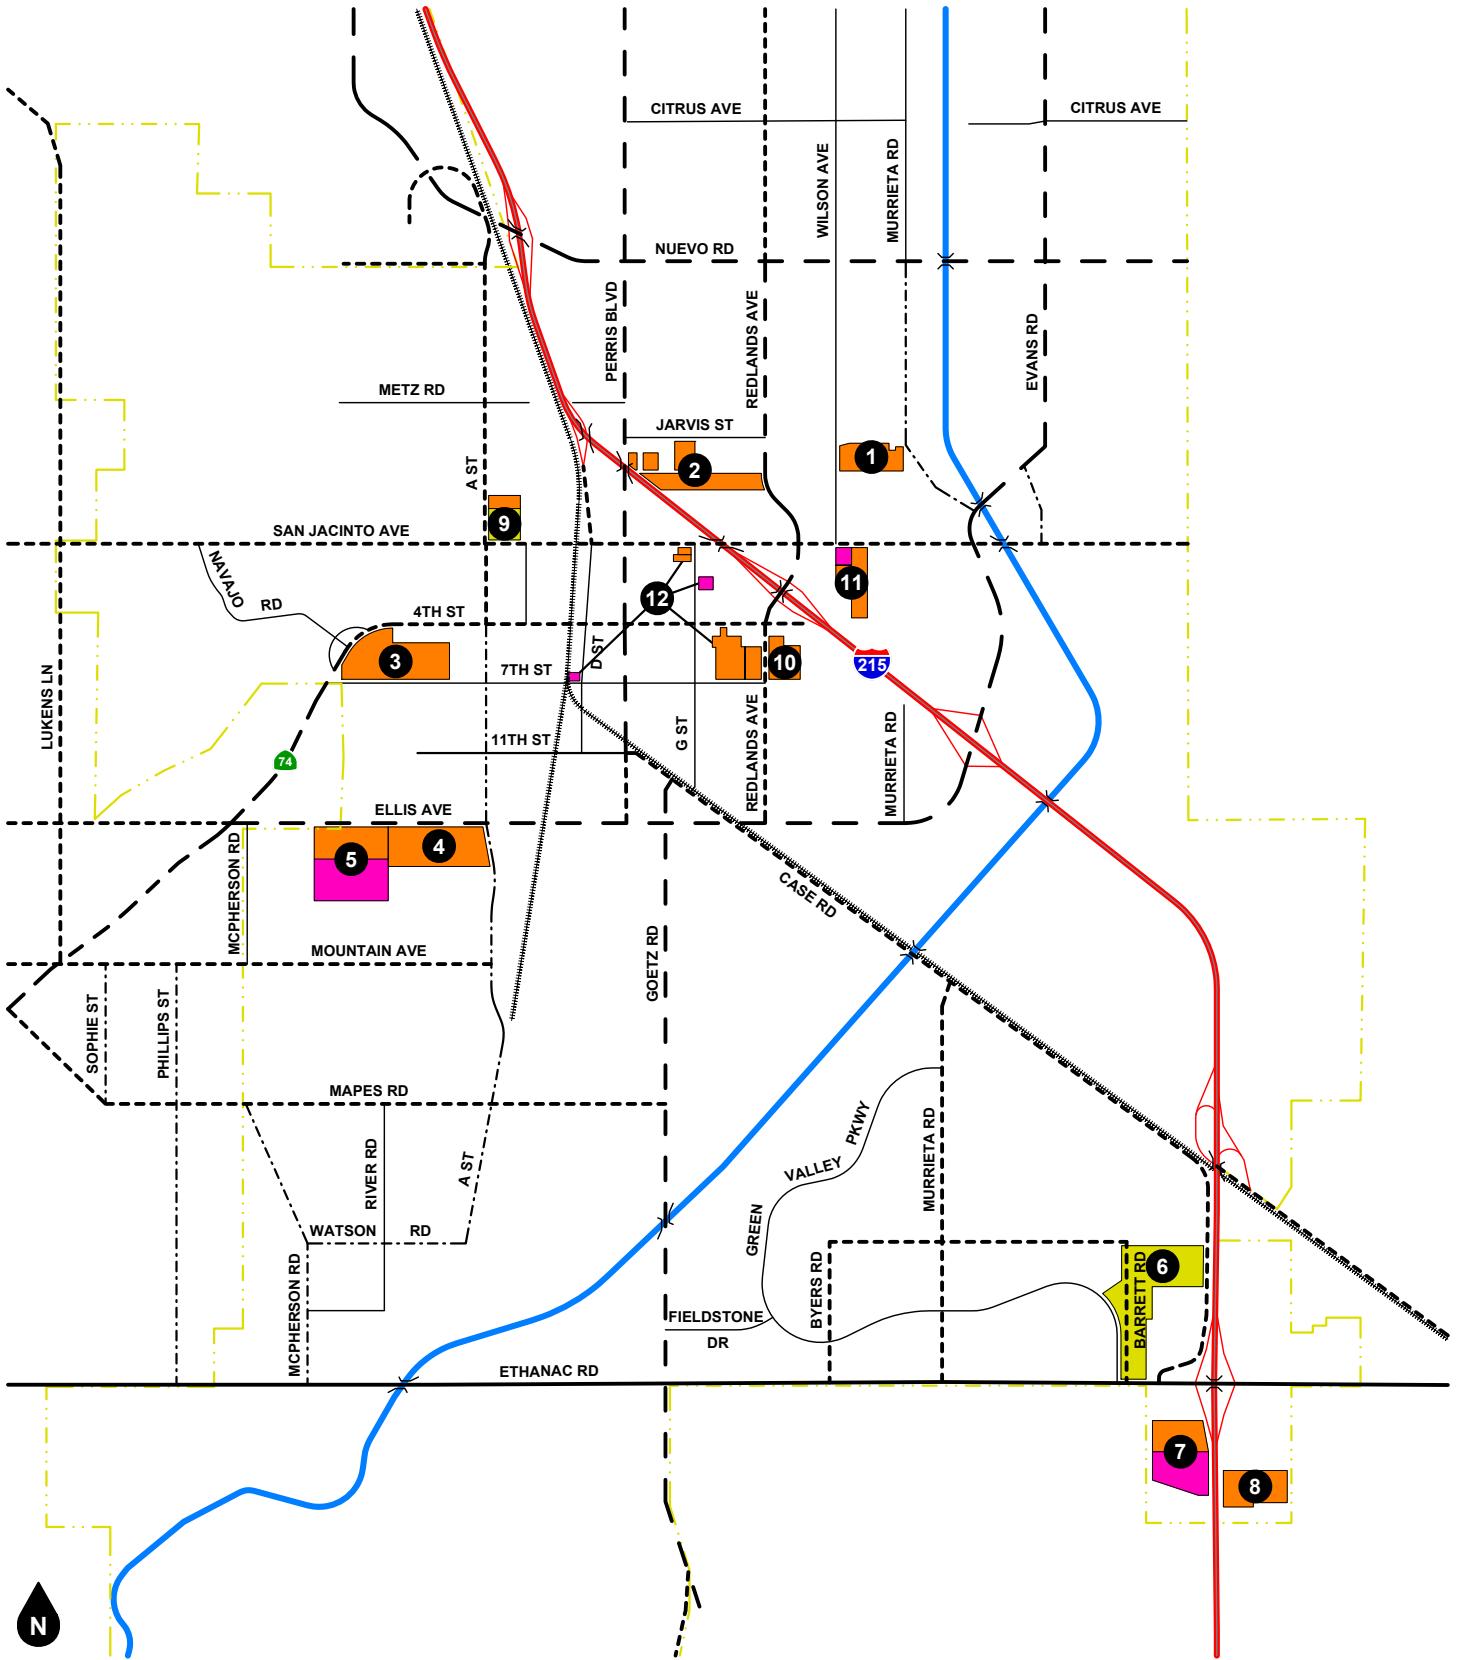 CITRUS AVE
CITRUS AVE
WILSON AVE
MURRIETA RD
NUEVO RD
PERRIS BLVD
REDLANDS AVE
EVANS RD
METZ RD
JARVIS ST
1
2
A ST
9
SAN JACINTO AVE
NAVAJO
RD
4TH ST
11
12
D ST
3
7TH ST
10
215
LUKENS LN
74
11TH ST
G ST
REDLANDS AVE
MURRIETA RD
ELLIS AVE
MCPHERSON RD
5
4
CASE RD
MOUNTAIN AVE
GOETZ RD
SOPHIE ST
PHILLIPS ST
MAPES RD
RIVER RD
A ST
VALLEY
PKWY
MURRIETA RD
GREEN
WATSON
RD
MCPHERSON RD
BYERS RD
BARRETT RD
6
FIELDSTONE
DR
ETHANAC RD
7
8
N